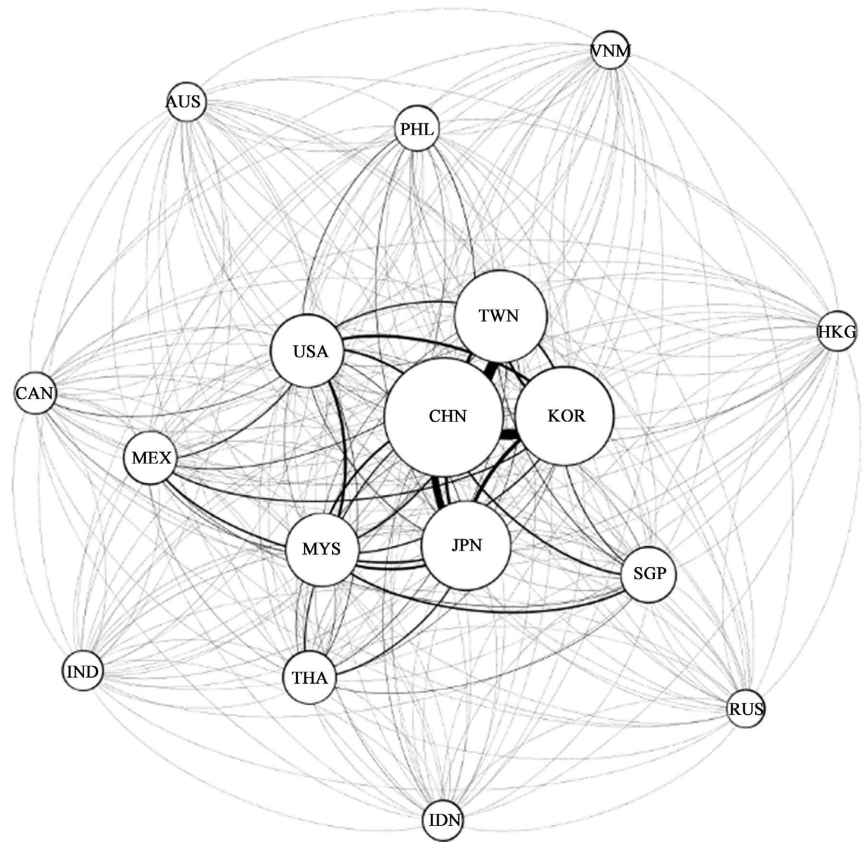 VNM
AUS
PHL
TWN
HKG
USA
CAN
CHN
KOR
MEX
MYS
JPN
SGP
IND
THA
RUS
IDN